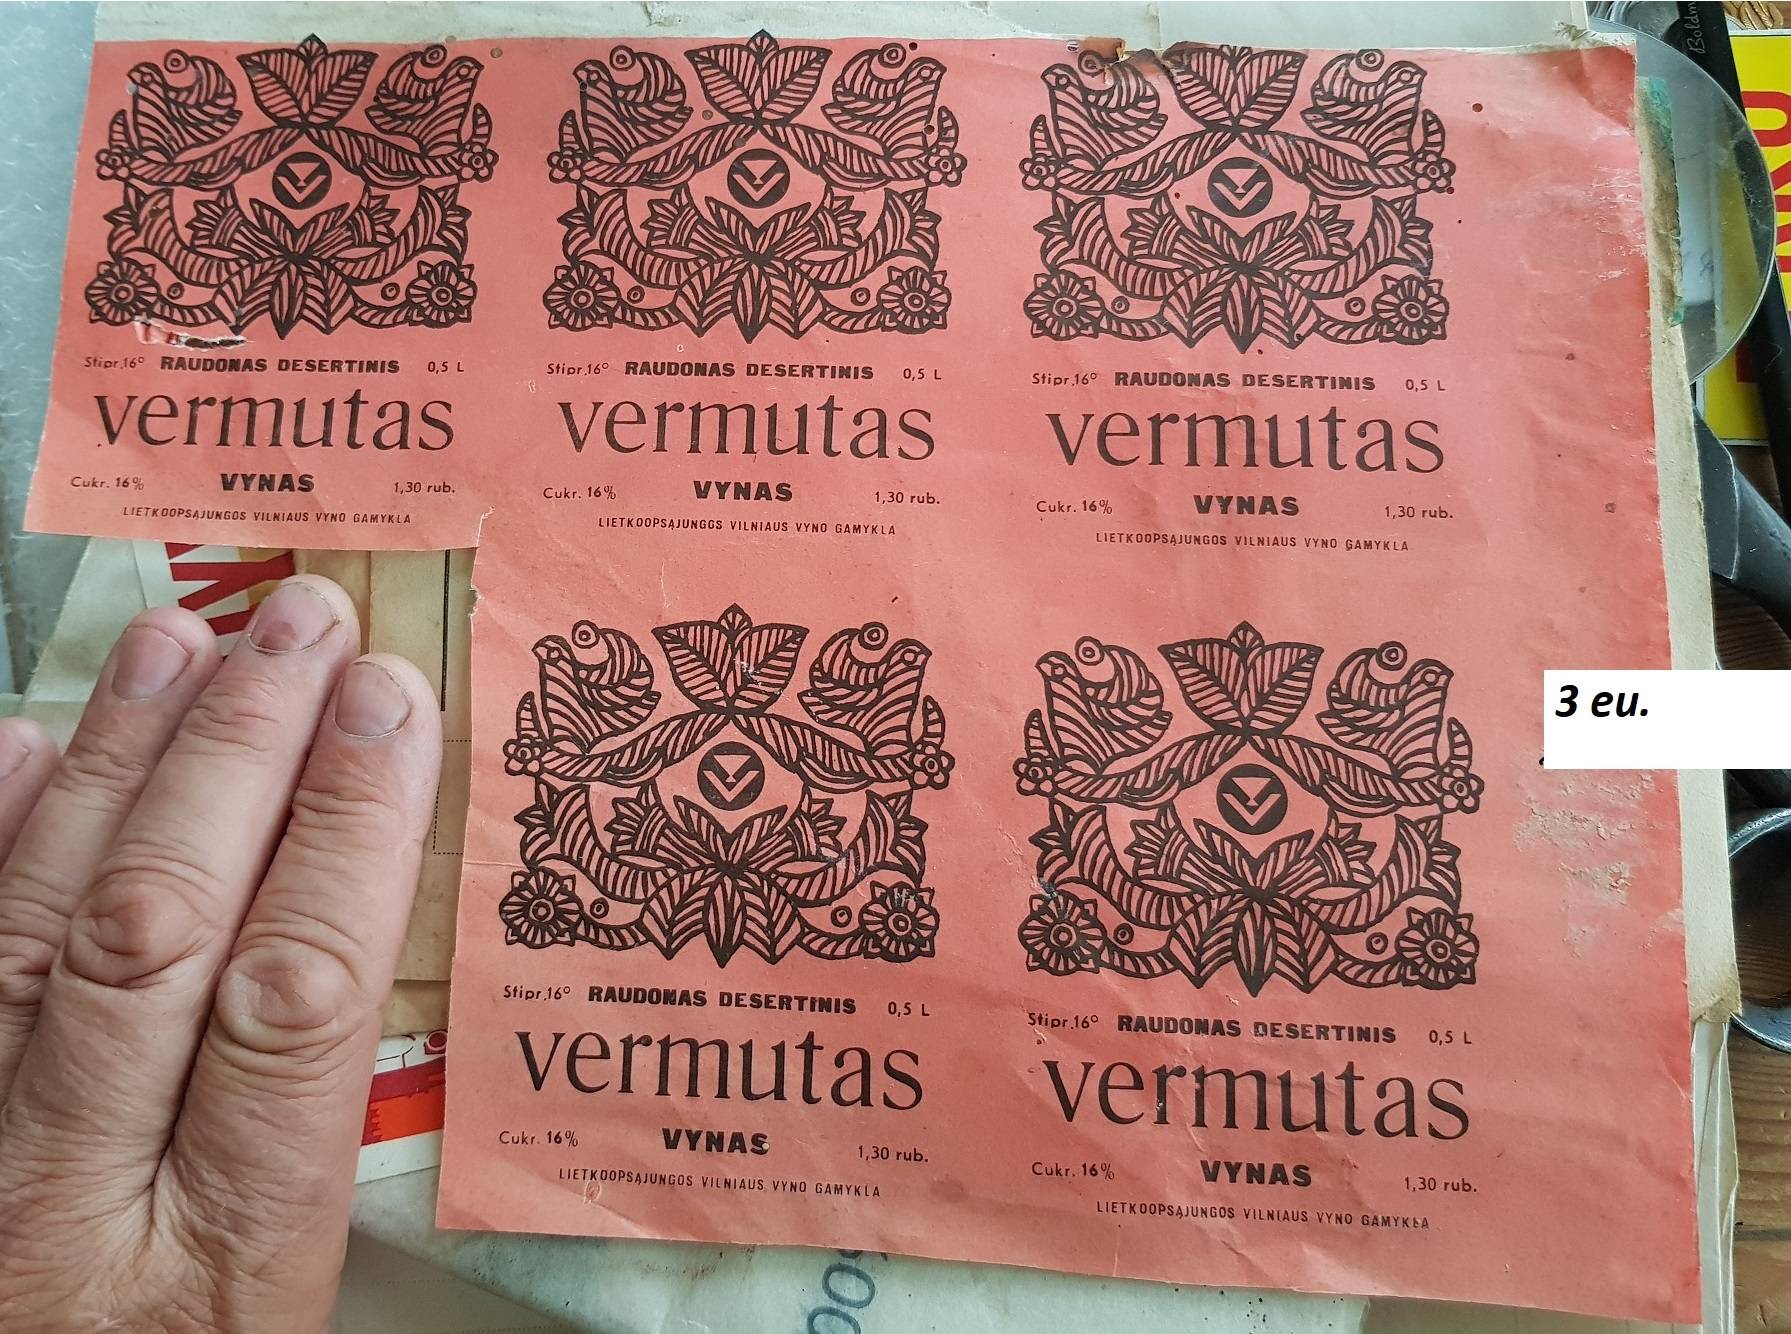 Boldm
Stipr.16° RAUDONAS DESERTINIS 0,5 L
vermutas
Cukr. 16% VYNAS 1,30 rub.
LIETKOOPSĄJUNGOS VILNIAUS VYNO GAMYKLA
Stipr.16° RAUDONAS DESERTINIS 0,5 L
vermutas
Cukr. 16% VYNAS 1,30 rub.
LIETKOOPSĄJUNGOS VILNIAUS VYNO GAMYKLA
Stipr.16° RAUDONAS DESERTINIS 0,5 L
vermutas
Cukr. 16% VYNAS 1,30 rub.
LIETKOOPSĄJUNGOS VILNIAUS VYNO GAMYKLA
3 eu.
Stipr.16° RAUDONAS DESERTINIS 0,5 L
vermutas
Cukr. 16% VYNAS 1,30 rub.
LIETKOOPSĄJUNGOS VILNIAUS VYNO GAMYKLA
Stipr.16° RAUDONAS DESERTINIS 0,5 L
vermutas
Cukr. 16% VYNAS 1,30 rub.
LIETKOOPSĄJUNGOS VILNIAUS VYNO GAMYKLA